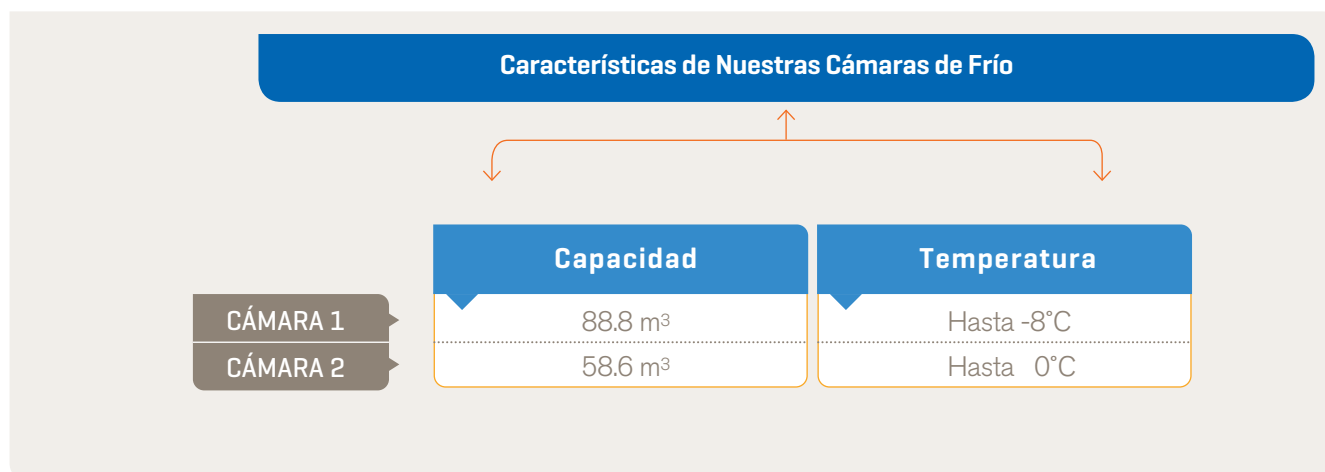 Características de Nuestras Cámaras de Frío
Capacidad Temperatura
CÁMARA 1 88.8 m³ Hasta -8°C
CÁMARA 2 58.6 m³ Hasta 0°C